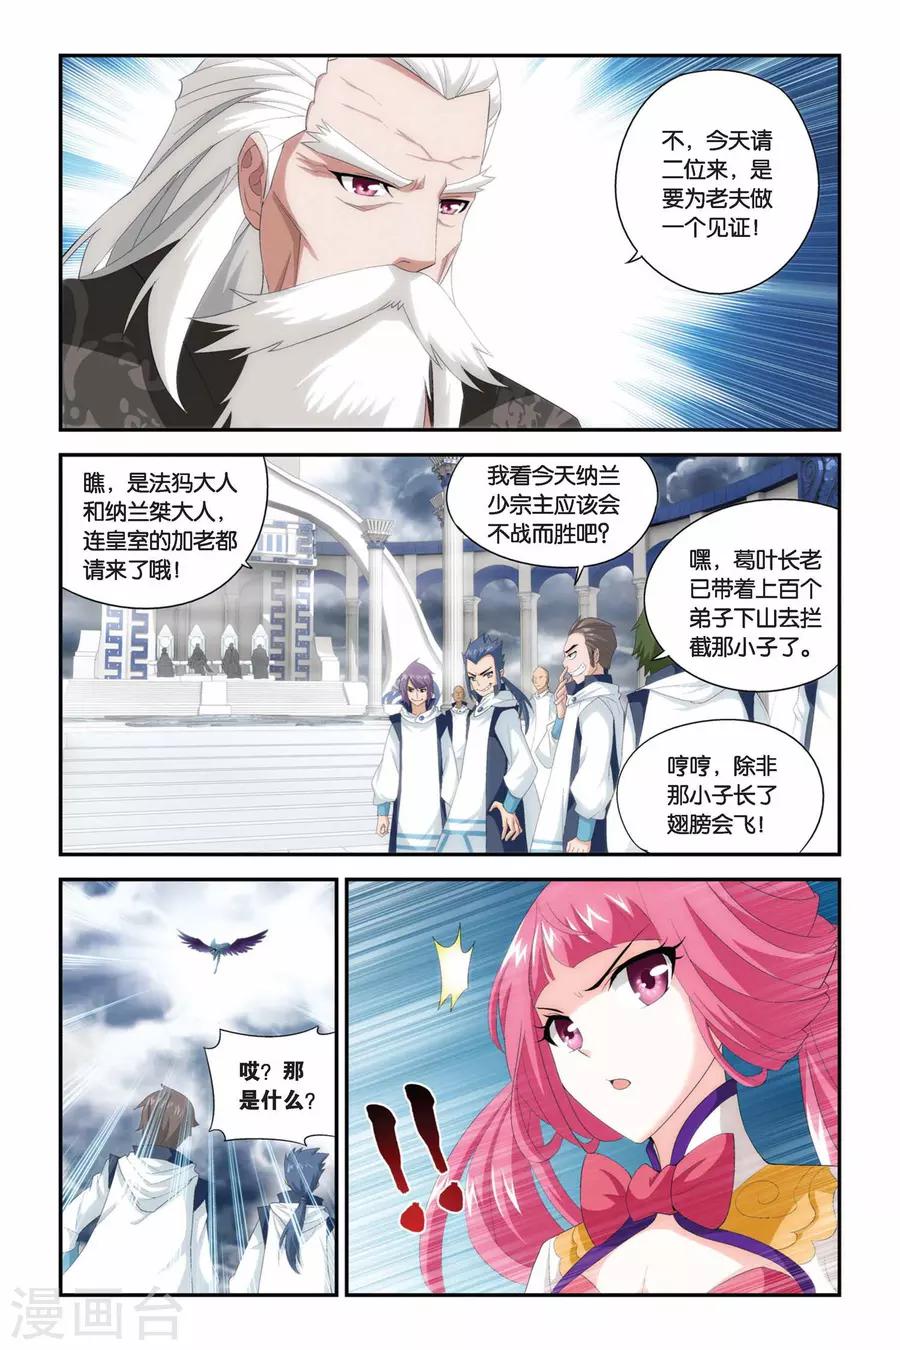 不，今天请
二位来，是
要为老夫做
一个见证！
瞧，是法犸大人
和纳兰桀大人，
连皇室的加老都
请来了哦！
我看今天纳兰
少宗主应该会
不战而胜吧？
嘿，葛叶长老
已带着上百个
弟子下山去拦
截那小子了。
哼哼，除非
那小子长了
翅膀会飞！
哎？那
是什么？
!!
漫画台